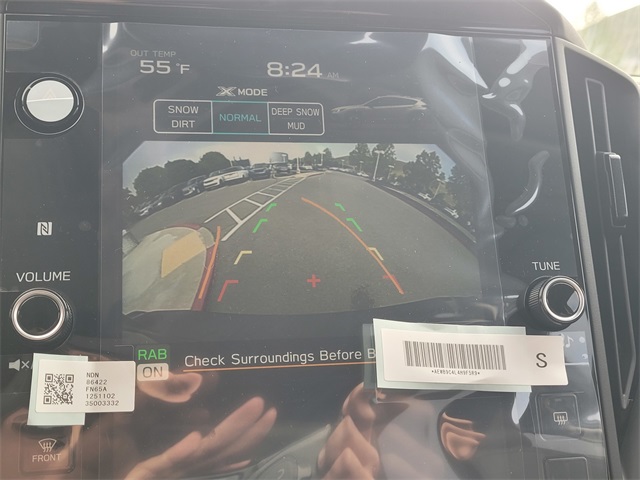 OUT TEMP
55°F
8:24 AM
X MODE
SNOW
DIRT
NORMAL
DEEP SNOW
MUD
N
VOLUME
TUNE
RAB
ON
Check Surroundings Before B
NDN
86422
FN65A
1251102
35003332
S
FRONT